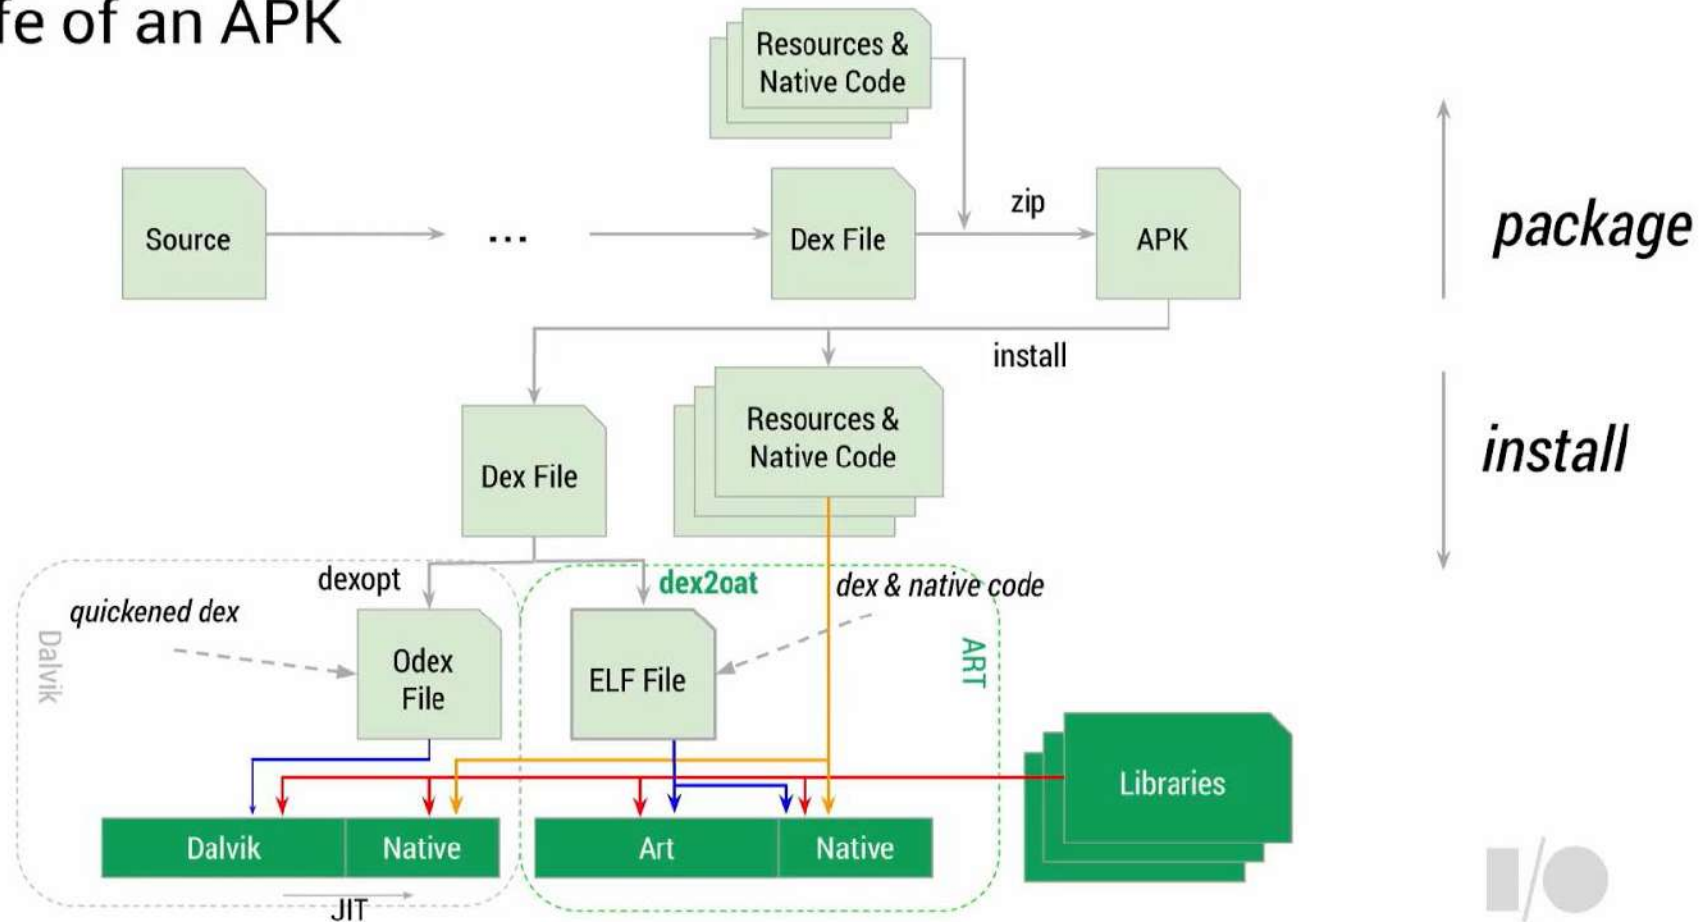 fe of an APK
Resources &
Native Code
Source
...
Dex File
zip
APK
package
install
Dex File
Resources &
Native Code
install
dexopt
dex2oat
dex & native code
quickened dex
Dalvik
Odex
File
ELF File
ART
Libraries
Dalvik
Native
Art
Native
JIT
I/O